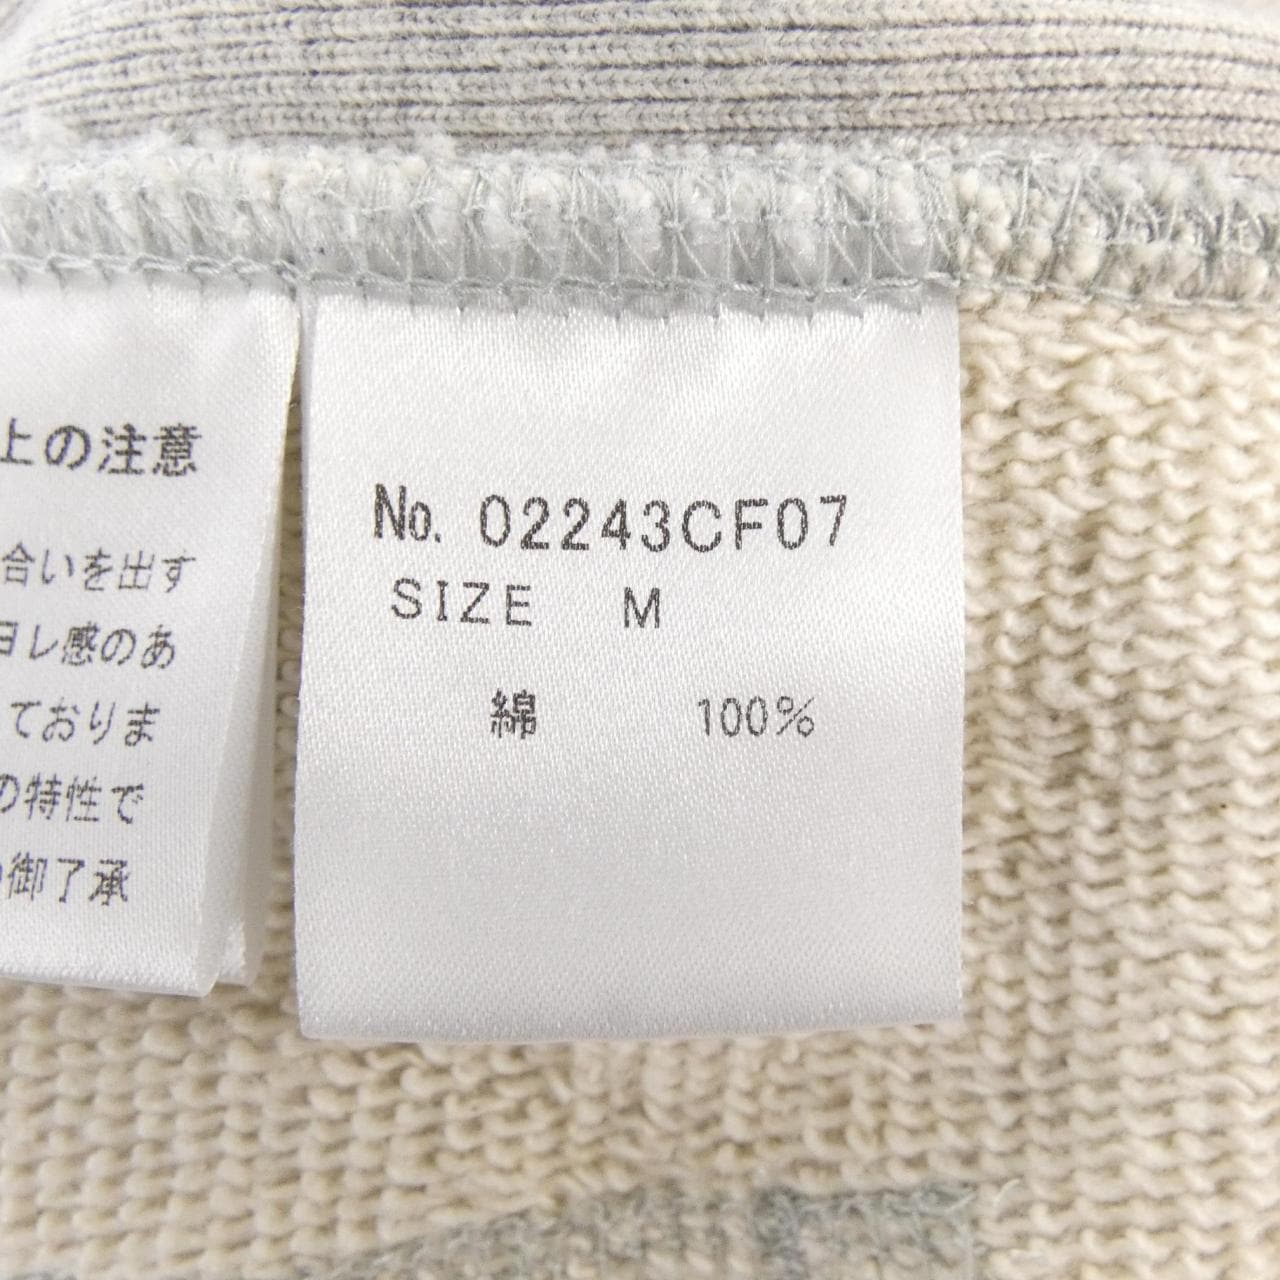 上の注意
合いを出す
ヨレ感のあ
ておりま
の特性で
御了承
No. 02243CF07
SIZE M
綿 100%